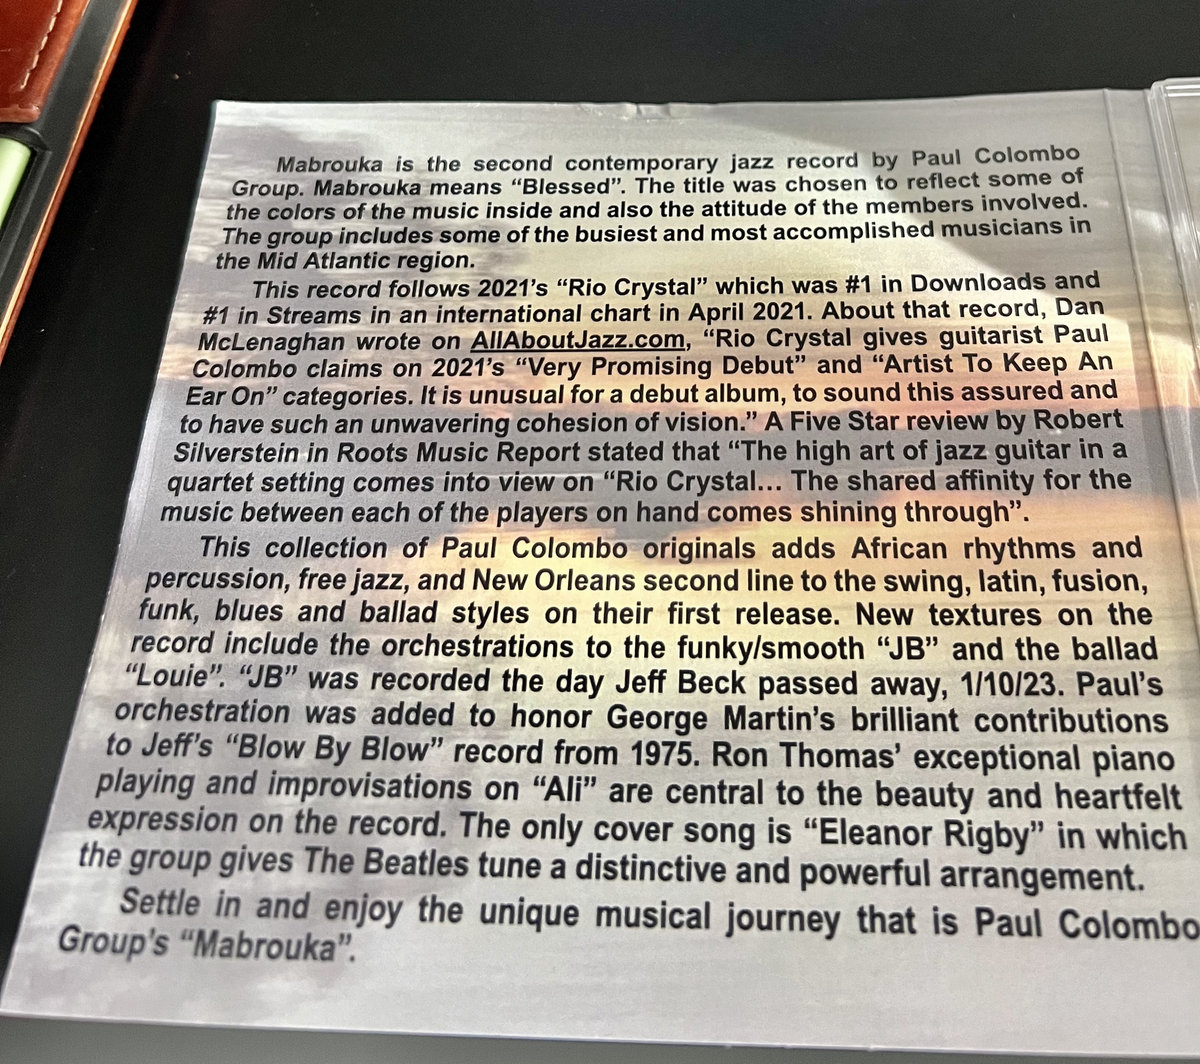 Mabrouka is the second contemporary jazz record by Paul Colombo
Group. Mabrouka means “Blessed”. The title was chosen to reflect some of
the colors of the music inside and also the attitude of the members involved.
The group includes some of the busiest and most accomplished musicians in
the Mid Atlantic region.
This record follows 2021’s “Rio Crystal” which was #1 in Downloads and
#1 in Streams in an international chart in April 2021. About that record, Dan
McLenaghan wrote on AllAboutJazz.com, “Rio Crystal gives guitarist Paul
Colombo claims on 2021’s “Very Promising Debut” and “Artist To Keep An
Ear On” categories. It is unusual for a debut album, to sound this assured and
to have such an unwavering cohesion of vision.” A Five Star review by Robert
Silverstein in Roots Music Report stated that “The high art of jazz guitar in a
quartet setting comes into view on “Rio Crystal... The shared affinity for the
music between each of the players on hand comes shining through”.
This collection of Paul Colombo originals adds African rhythms and
percussion, free jazz, and New Orleans second line to the swing, latin, fusion,
funk, blues and ballad styles on their first release. New textures on the
record include the orchestrations to the funky/smooth “JB” and the ballad
“Louie”. “JB” was recorded the day Jeff Beck passed away, 1/10/23. Paul’s
orchestration was added to honor George Martin’s brilliant contributions
to Jeff’s “Blow By Blow” record from 1975. Ron Thomas’ exceptional piano
playing and improvisations on “Ali” are central to the beauty and heartfelt
expression on the record. The only cover song is “Eleanor Rigby” in which
the group gives The Beatles tune a distinctive and powerful arrangement.
Settle in and enjoy the unique musical journey that is Paul Colombo
Group’s “Mabrouka”.